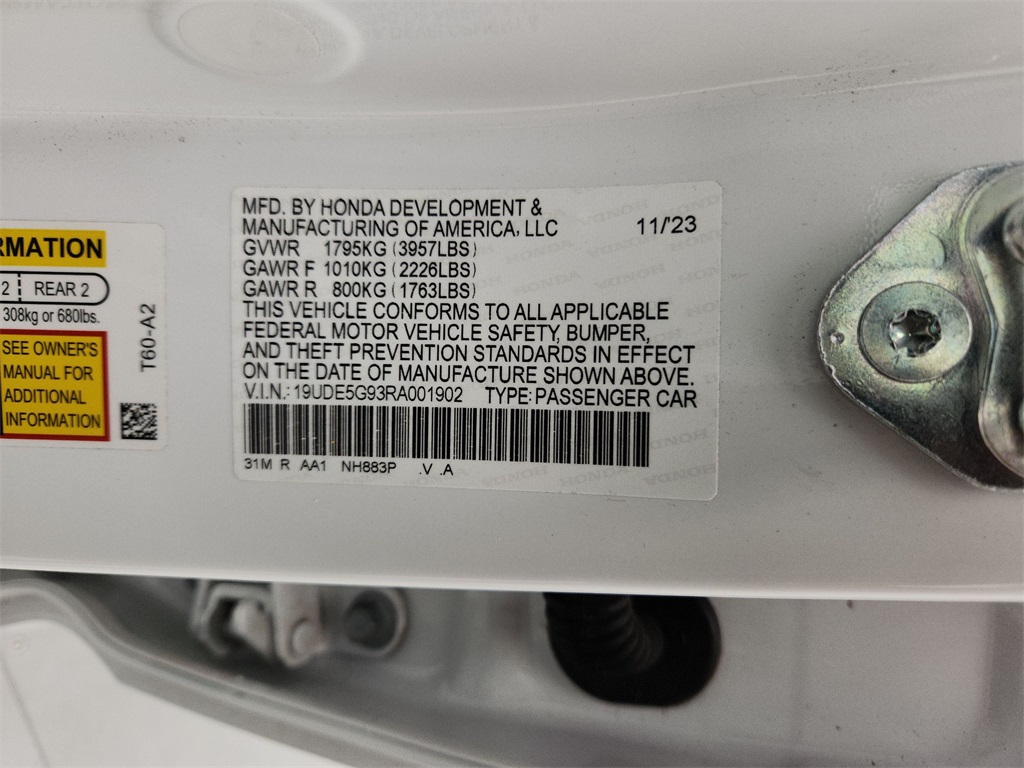 RMATION
2 REAR 2
308kg or 680lbs.
SEE OWNER'S
MANUAL FOR
ADDITIONAL
INFORMATION
T60-A2
MFD. BY HONDA DEVELOPMENT &
MANUFACTURING OF AMERICA, LLC 11/'23
GVWR 1795KG (3957LBS)
GAWR F 1010KG (2226LBS)
GAWR R 800KG (1763LBS)
THIS VEHICLE CONFORMS TO ALL APPLICABLE
FEDERAL MOTOR VEHICLE SAFETY, BUMPER,
AND THEFT PREVENTION STANDARDS IN EFFECT
ON THE DATE OF MANUFACTURE SHOWN ABOVE.
V.I.N.: 19UDE5G93RA001902 TYPE: PASSENGER CAR
31M R AA1 NH883P .V .A